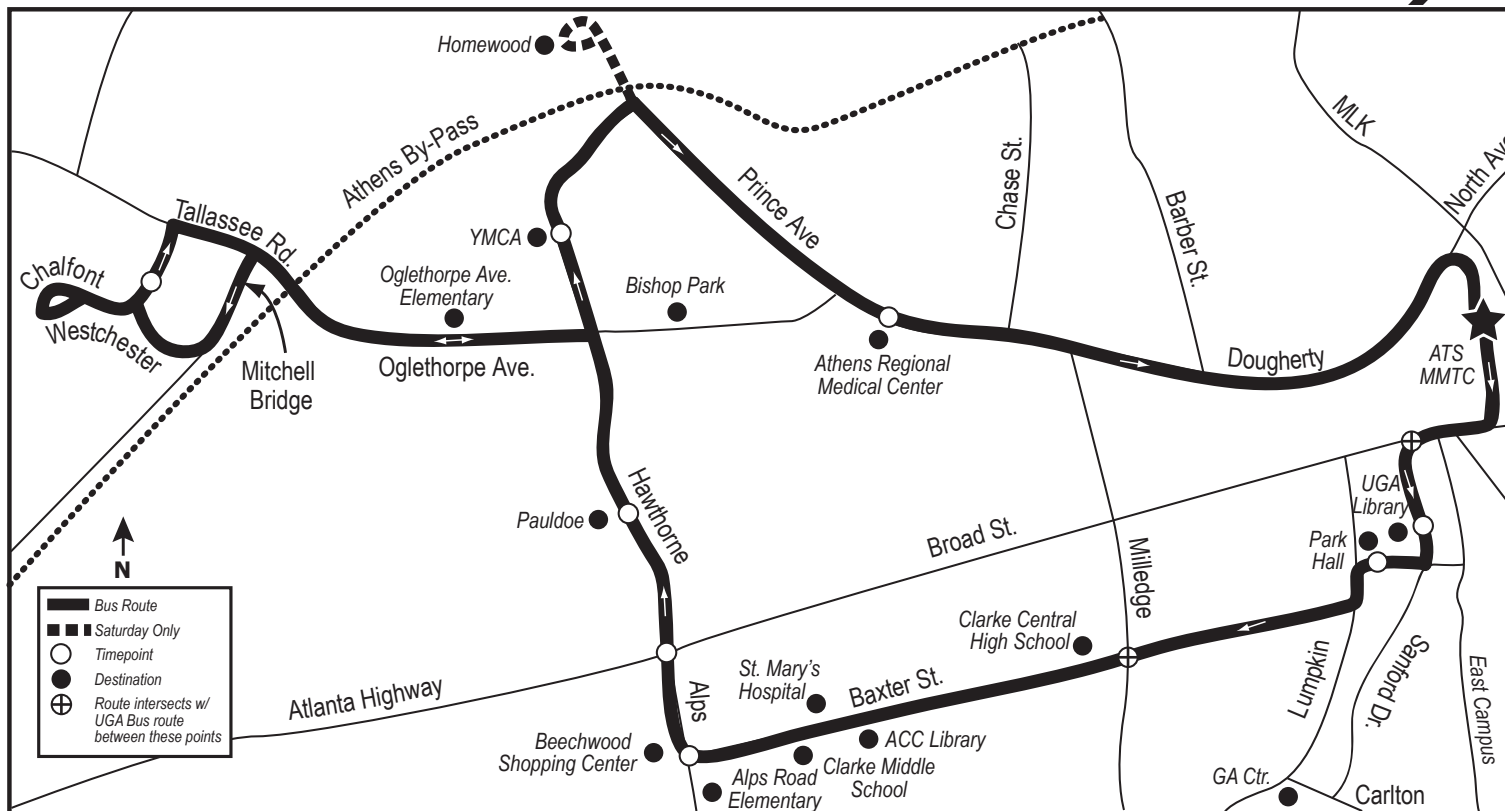 Homewood
Athens By-Pass
MLK
North Ave
Chase St.
Barber St.
Prince Ave
Tallassee Rd.
YMCA
Chalfont
Westchester
Oglethorpe Ave.
Elementary
Bishop Park
Mitchell
Bridge
Oglethorpe Ave.
Athens Regional
Medical Center
Dougherty
ATS
MMTC
Hawthorne
Pauldoe
UGA
Library
Park
Hall
Broad St.
Milledge
N
Bus Route
Saturday Only
Timepoint
Destination
Route intersects w/
UGA Bus route
between these points
Clarke Central
High School
Lumpkin
Sanford Dr.
East Campus
Atlanta Highway
Alps
St. Mary's
Hospital
Baxter St.
Beechwood
Shopping Center
ACC Library
Alps Road
Elementary
Clarke Middle
School
GA Ctr.
Carlton